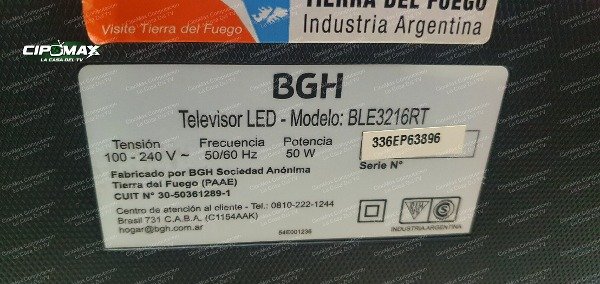 TIERRA DEL FUEGO
Visite Tierra del Fuego
Industria Argentina
CIPOMAX
LA CASA DEL TV
BGH
Televisor LED - Modelo: BLE3216RT
Tensión Frecuencia Potencia
100 - 240 V ~ 50/60 Hz 50 W
336EP63896
Serie N°
Fabricado por BGH Sociedad Anónima
Tierra del Fuego (PAAE)
CUIT N° 30-50361289-1
Centro de atención al cliente - Tel.: 0810-222-1244
Brasil 731 C.A.B.A. (C1154AAK)
hogar@bgh.com.ar
54E001236
INDUSTRIA ARGENTINA